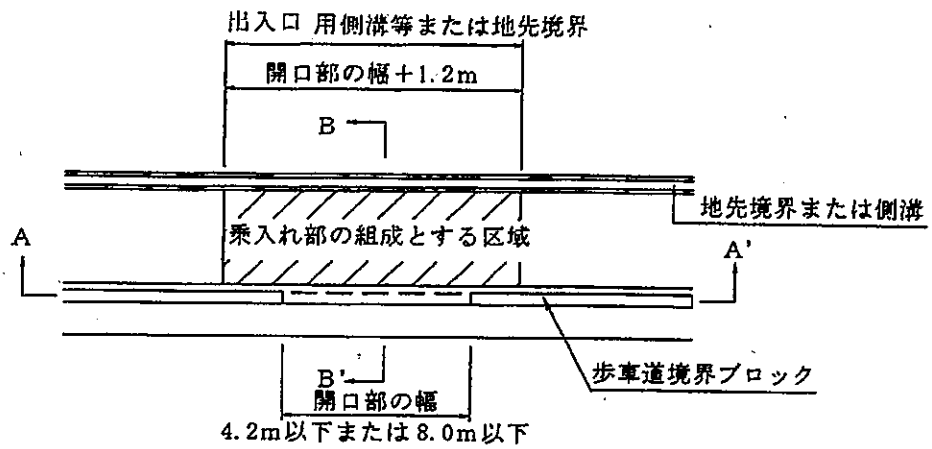 出入口 用側溝等または地先境界
開口部の幅+1.2m
B
地先境界または側溝
乗入れ部の組成とする区域
A
A'
歩車道境界ブロック
B'
開口部の幅
4.2m以下または8.0m以下